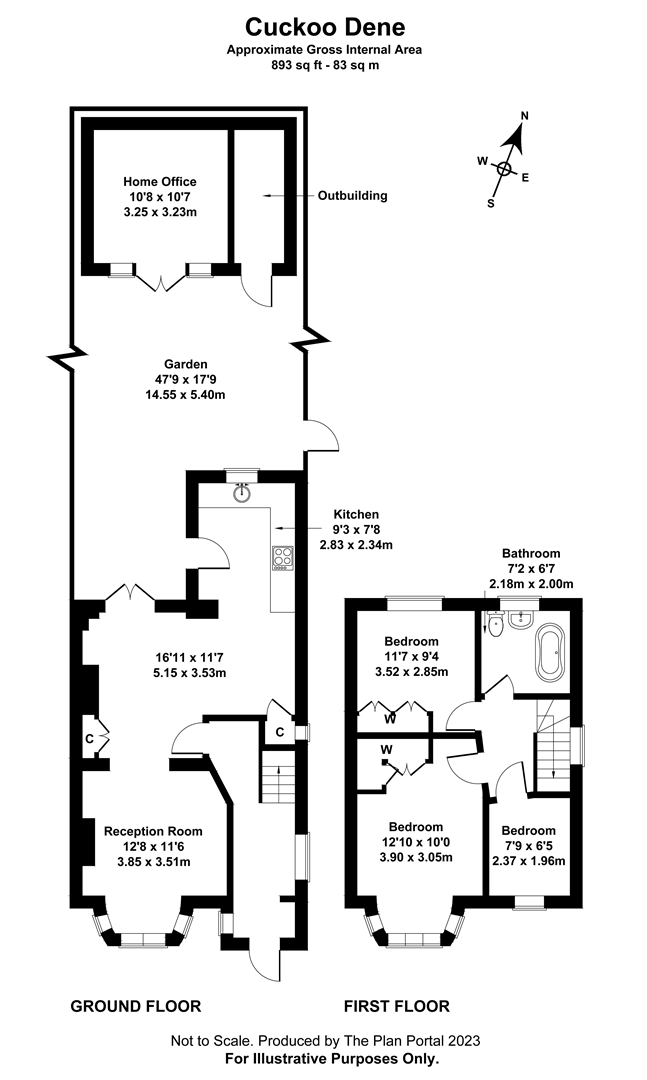 Cuckoo Dene
Approximate Gross Internal Area
893 sq ft - 83 sq m
N
W
E
S
Home Office
10'8 x 10'7
3.25 x 3.23m
Outbuilding
Garden
47'9 x 17'9
14.55 x 5.40m
Kitchen
9'3 x 7'8
2.83 x 2.34m
16'11 x 11'7
5.15 x 3.53m
C
C
Reception Room
12'8 x 11'6
3.85 x 3.51m
Bathroom
7'2 x 6'7
2.18m x 2.00m
Bedroom
11'7 x 9'4
3.52 x 2.85m
W
W
Bedroom
12'10 x 10'0
3.90 x 3.05m
Bedroom
7'9 x 6'5
2.37 x 1.96m
GROUND FLOOR
FIRST FLOOR
Not to Scale. Produced by The Plan Portal 2023
For Illustrative Purposes Only.